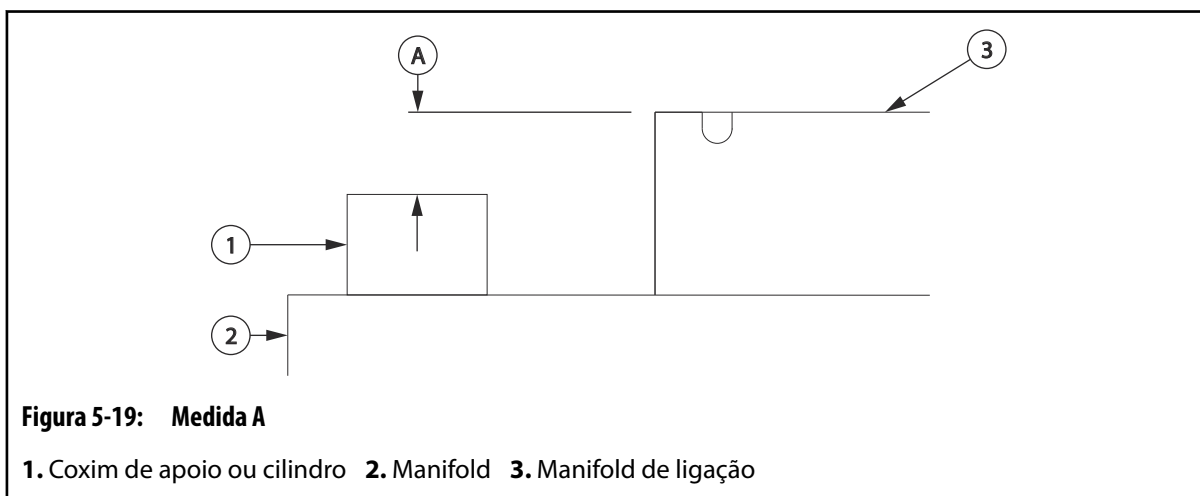 A
3
1
2
Figura 5-19: Medida A
1. Coxim de apoio ou cilindro 2. Manifold 3. Manifold de ligação